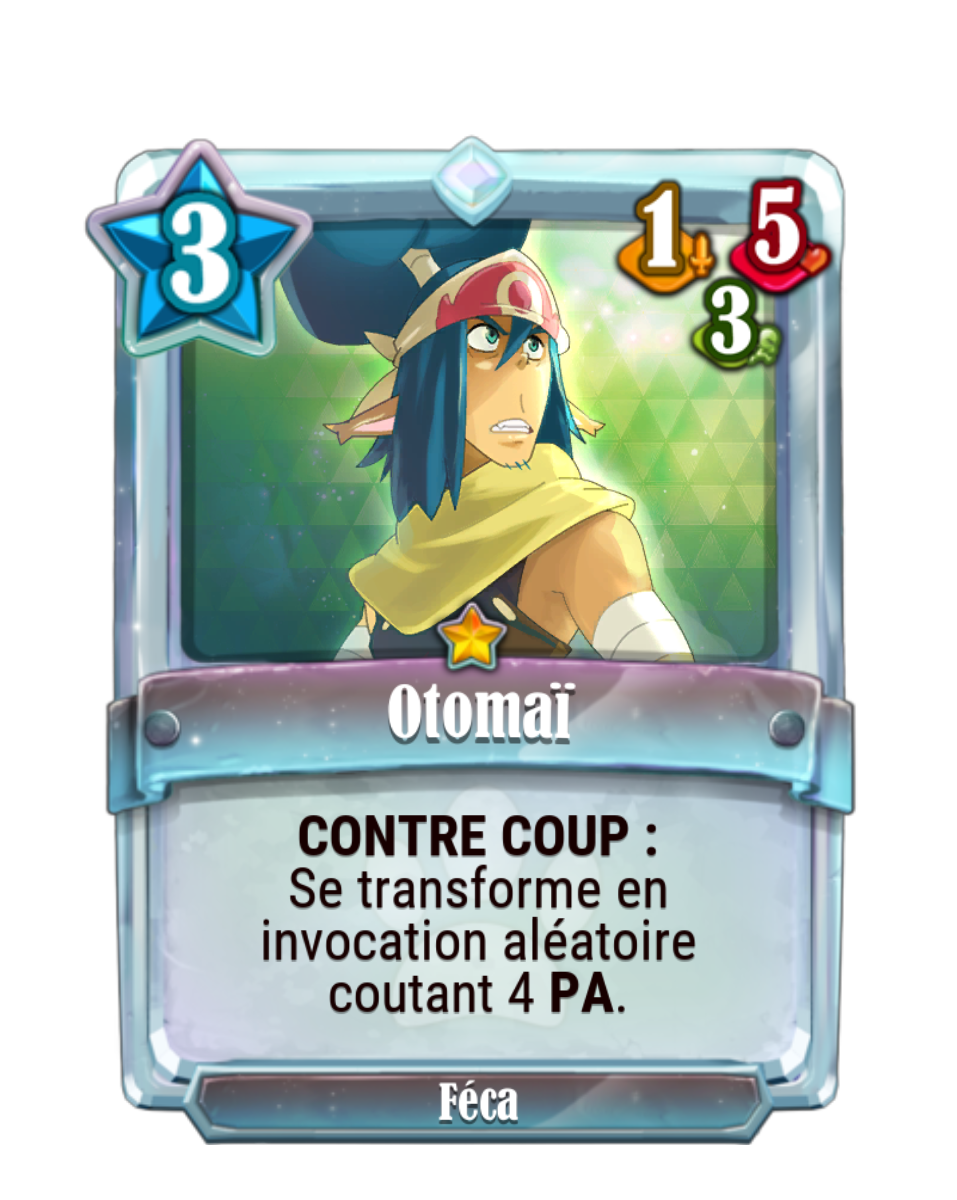 3
1
5
3
Otomaï
CONTRE COUP :
Se transforme en
invocation aléatoire
coutant 4 PA.
Féca